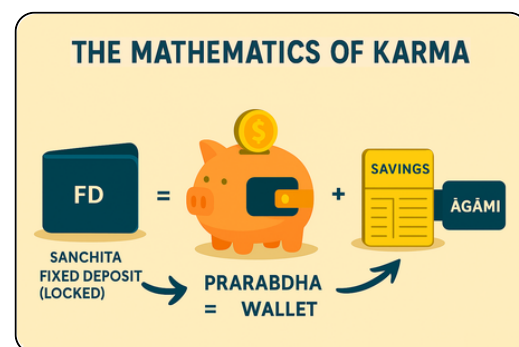 THE MATHEMATICS OF KARMA
FD
=
$
+
SAVINGS
ĀGĀMI
SANCHITA
FIXED DEPOSIT
(LOCKED)
PRARABDHA
= WALLET